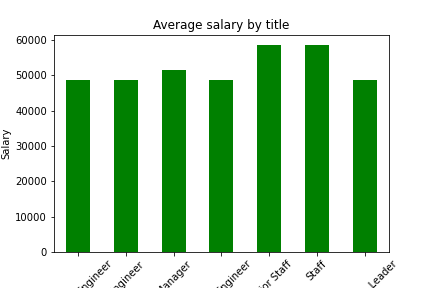 Average salary by title
Salary
60000
50000
40000
30000
20000
10000
0
ngineer
ngineer
Manager
ngineer
or Staff
Staff
Leader